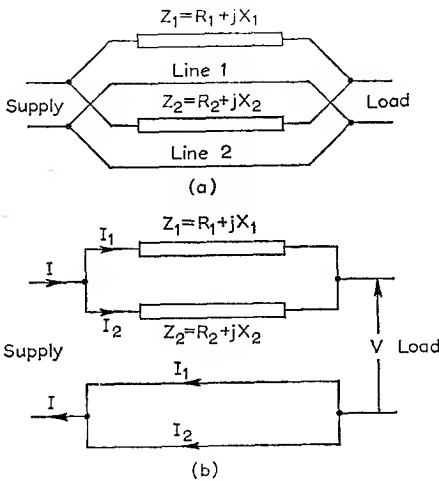 Z₁=R₁+jX₁
Line 1
Supply Z₂=R₂+jX₂ Load
Line 2
(a)
Z₁=R₁+jX₁
I₁
I
I₂
Z₂=R₂+jX₂
Supply V Load
I₁
I
I₂
(b)